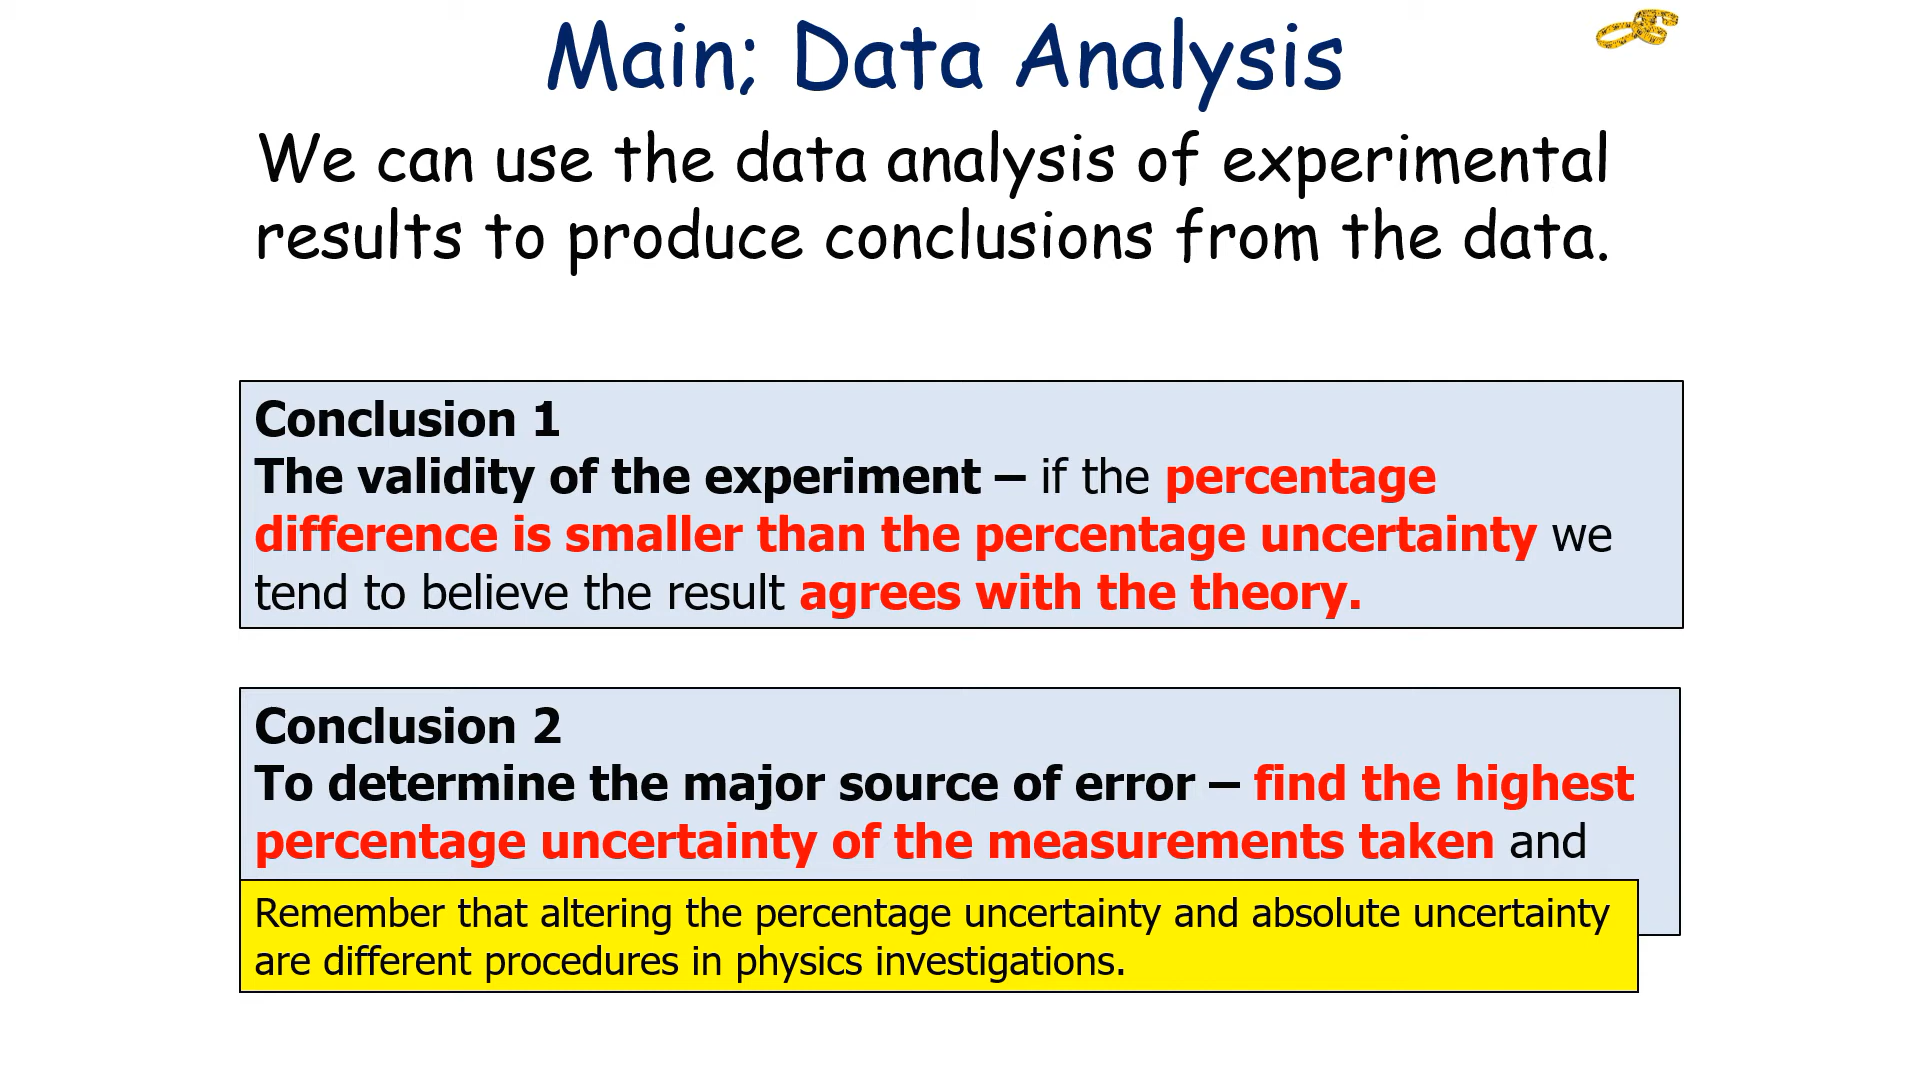 Main; Data Analysis
We can use the data analysis of experimental
results to produce conclusions from the data.
Conclusion 1
The validity of the experiment – if the percentage
difference is smaller than the percentage uncertainty we
tend to believe the result agrees with the theory.
Conclusion 2
To determine the major source of error – find the highest
percentage uncertainty of the measurements taken and
Remember that altering the percentage uncertainty and absolute uncertainty
are different procedures in physics investigations.